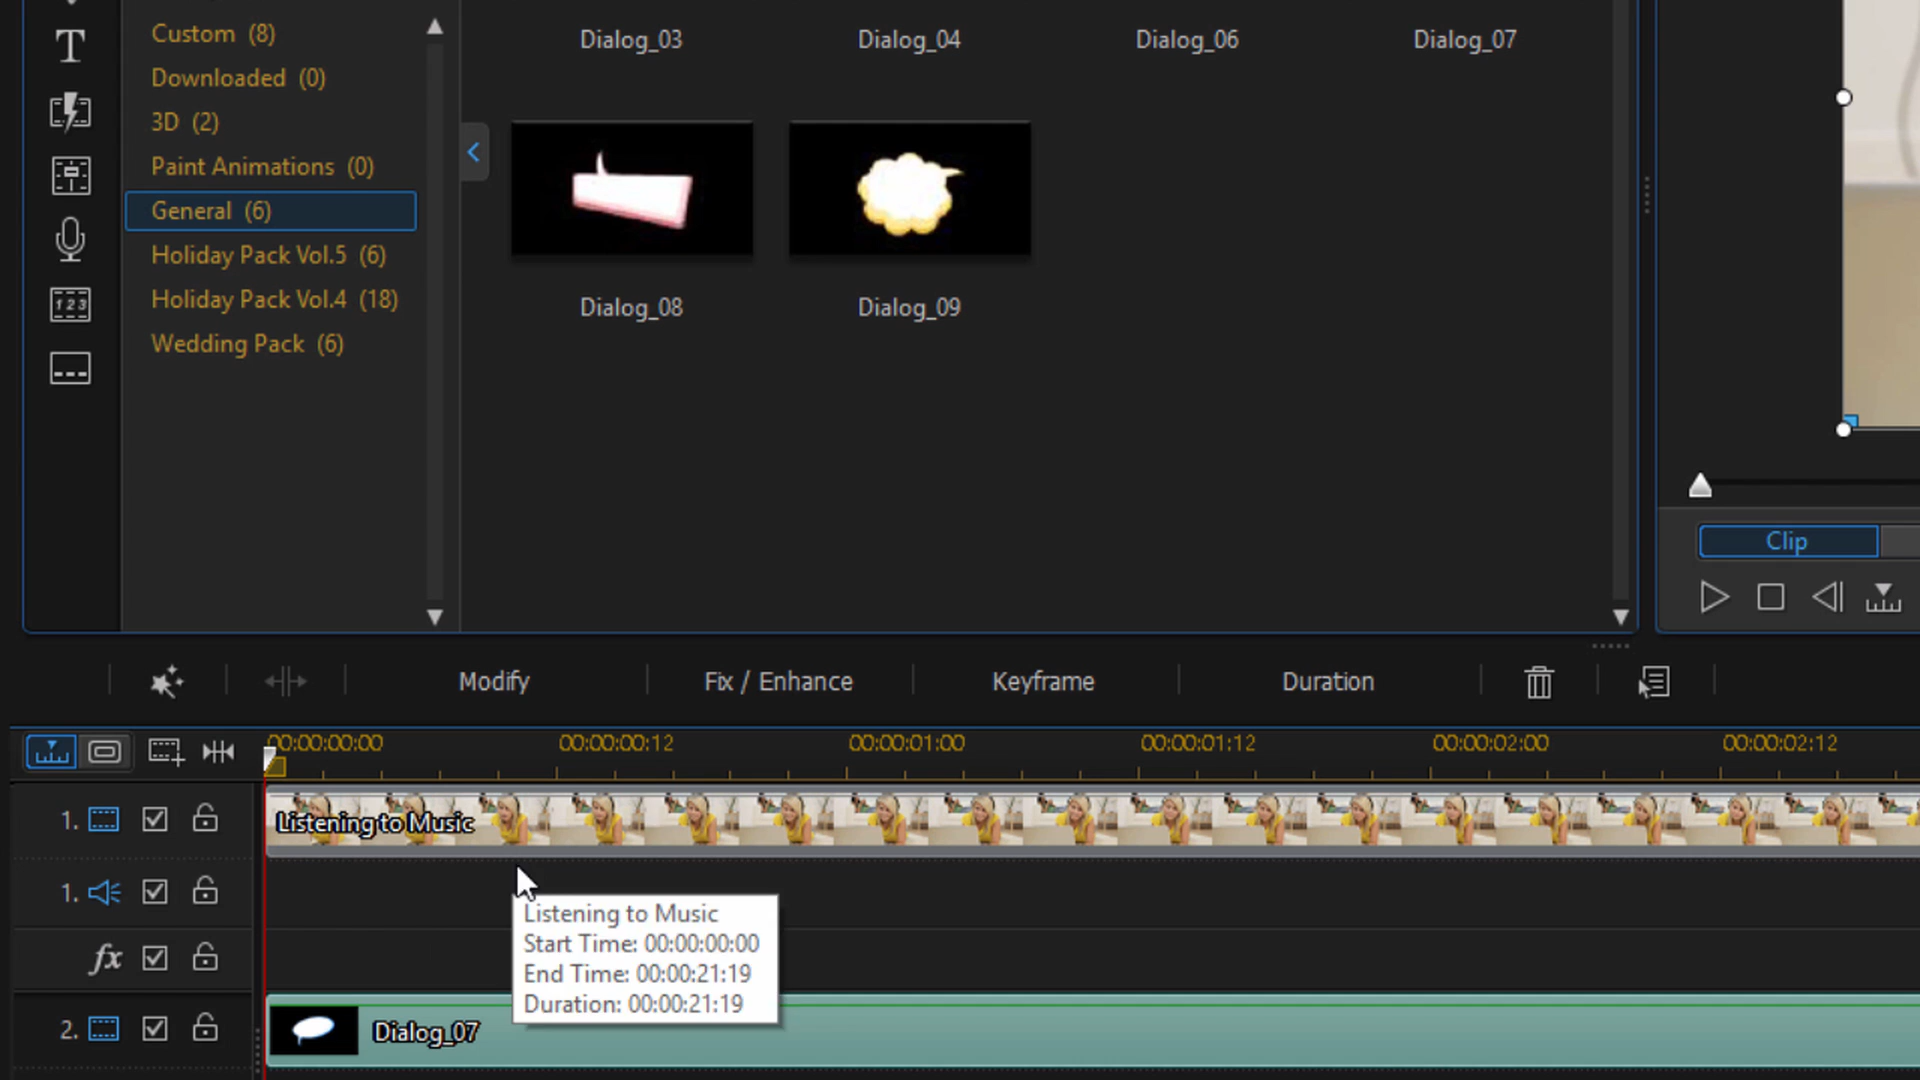 Custom (8)
Downloaded (0)
3D (2)
Paint Animations (0)
General (6)
Holiday Pack Vol.5 (6)
Holiday Pack Vol.4 (18)
Wedding Pack (6)
Dialog_03
Dialog_04
Dialog_06
Dialog_07
Dialog_08
Dialog_09
Clip
Modify
Fix / Enhance
Keyframe
Duration
00:00:00:00
00:00:00:12
00:00:01:00
00:00:01:12
00:00:02:00
00:00:02:12
1.
Listening to Music
1.
fx
Listening to Music
Start Time: 00:00:00:00
End Time: 00:00:21:19
Duration: 00:00:21:19
2.
Dialog_07